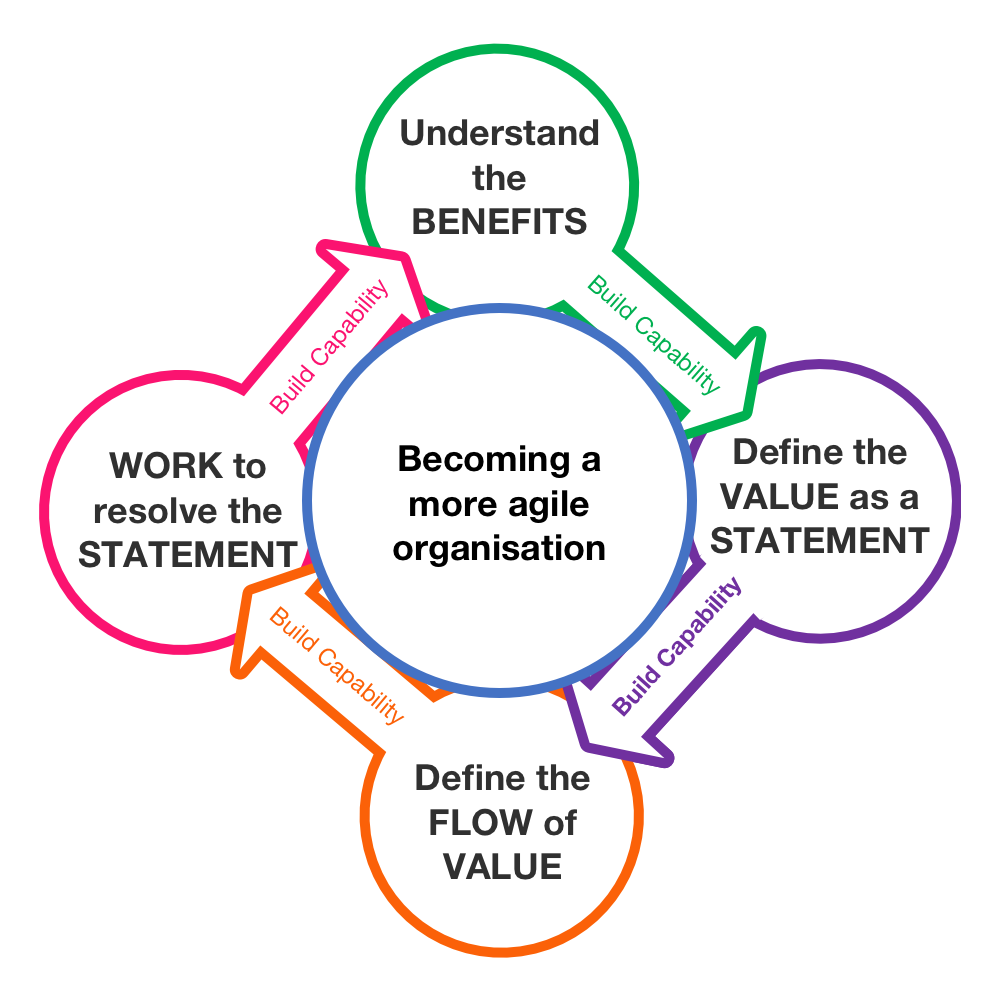 Understand
the
BENEFITS
Build Capability
Build Capability
Becoming a
more agile
organisation
Define the
VALUE as a
STATEMENT
WORK to
resolve the
STATEMENT
Build Capability
Build Capability
Define the
FLOW of
VALUE